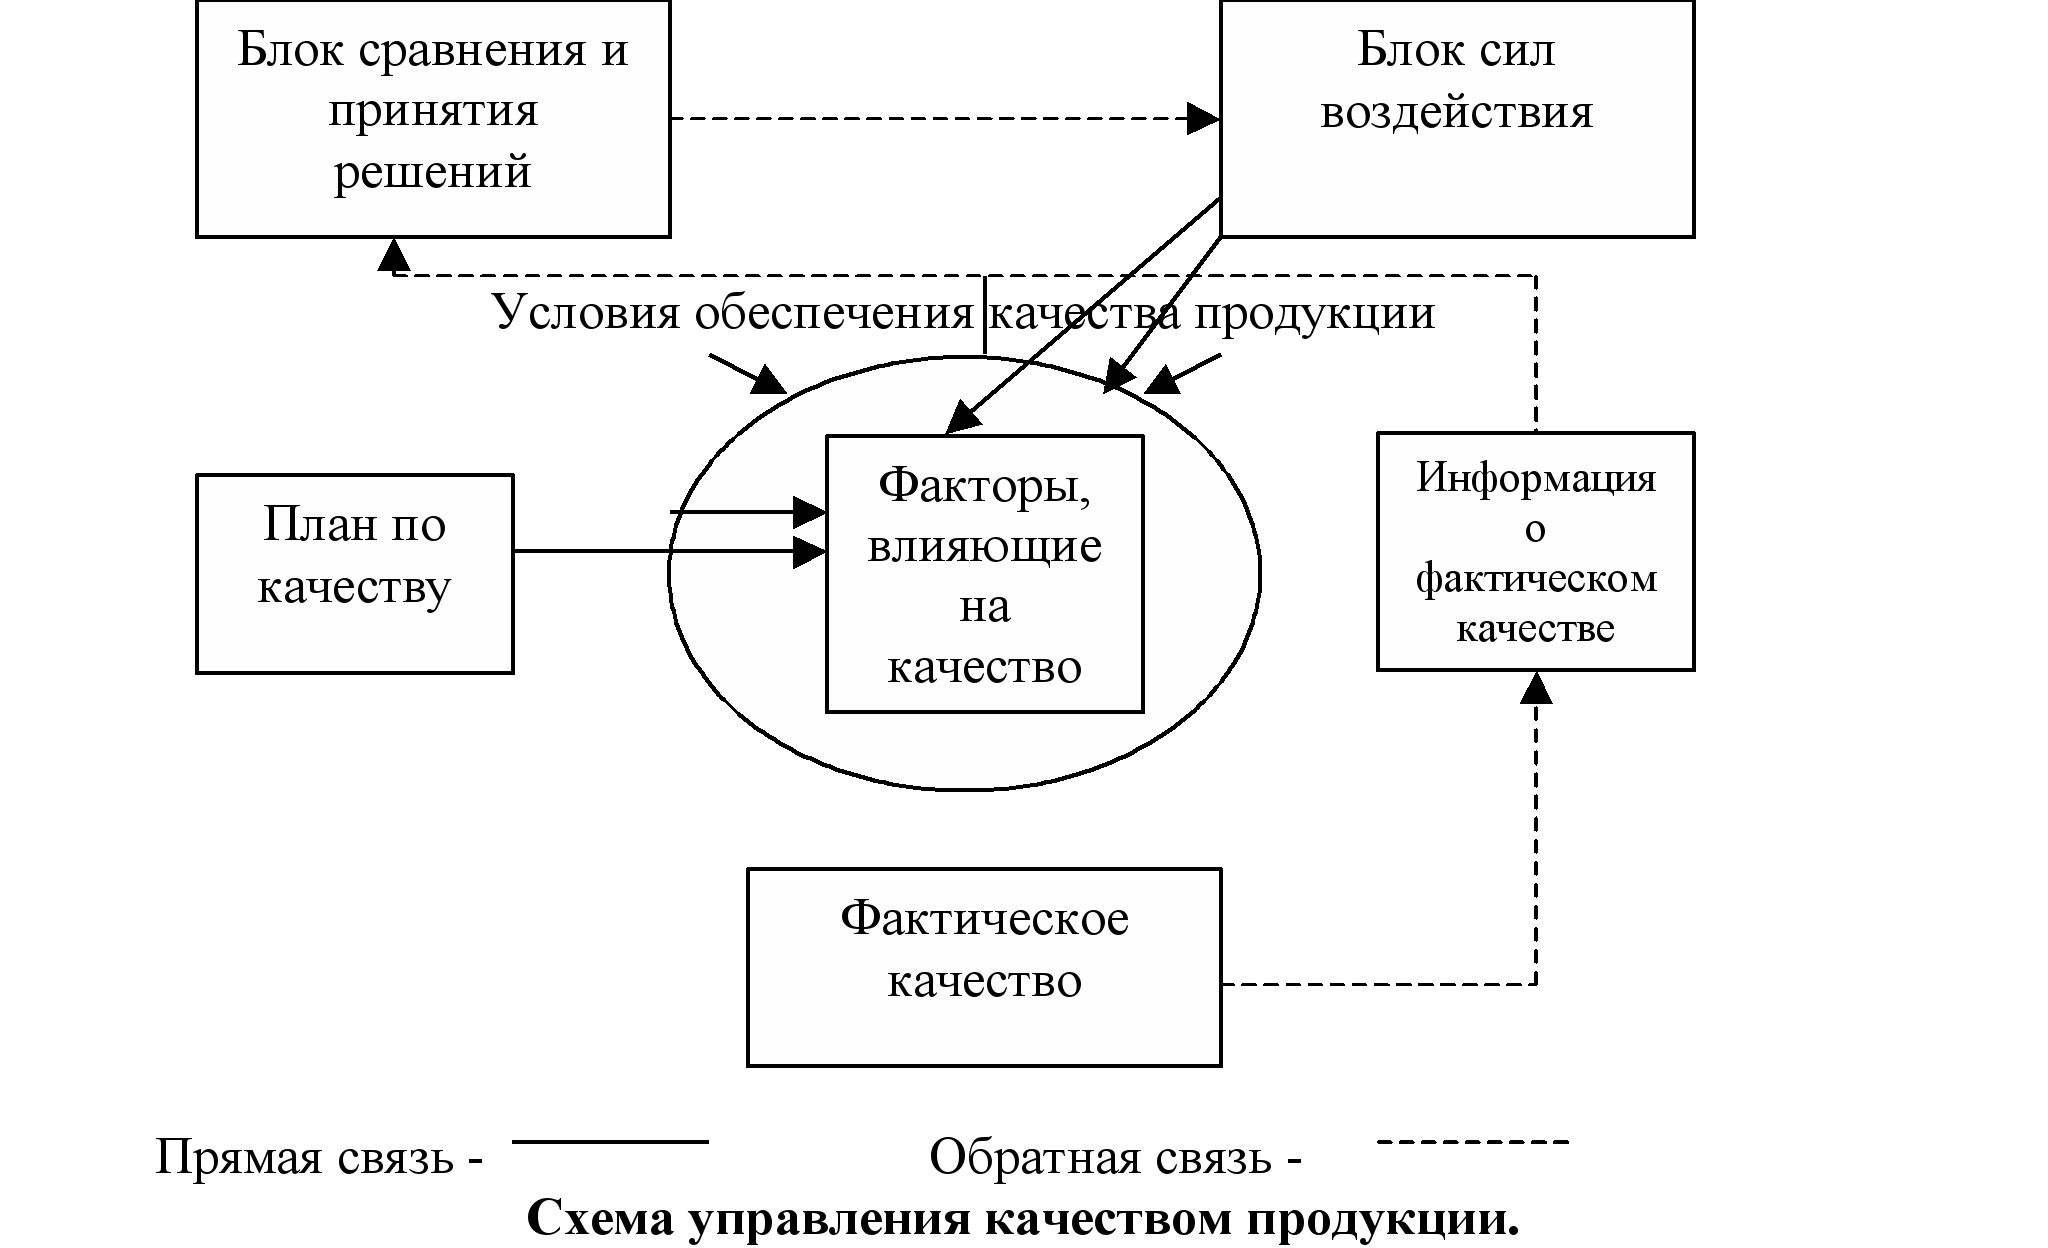 Блок сравнения и
принятия
решений
Блок сил
воздействия
Условия обеспечения качества продукции
План по
качеству
Факторы,
влияющие
на
качество
Информация
о
фактическом
качестве
Фактическое
качество
Прямая связь -
Обратная связь -
Схема управления качеством продукции.